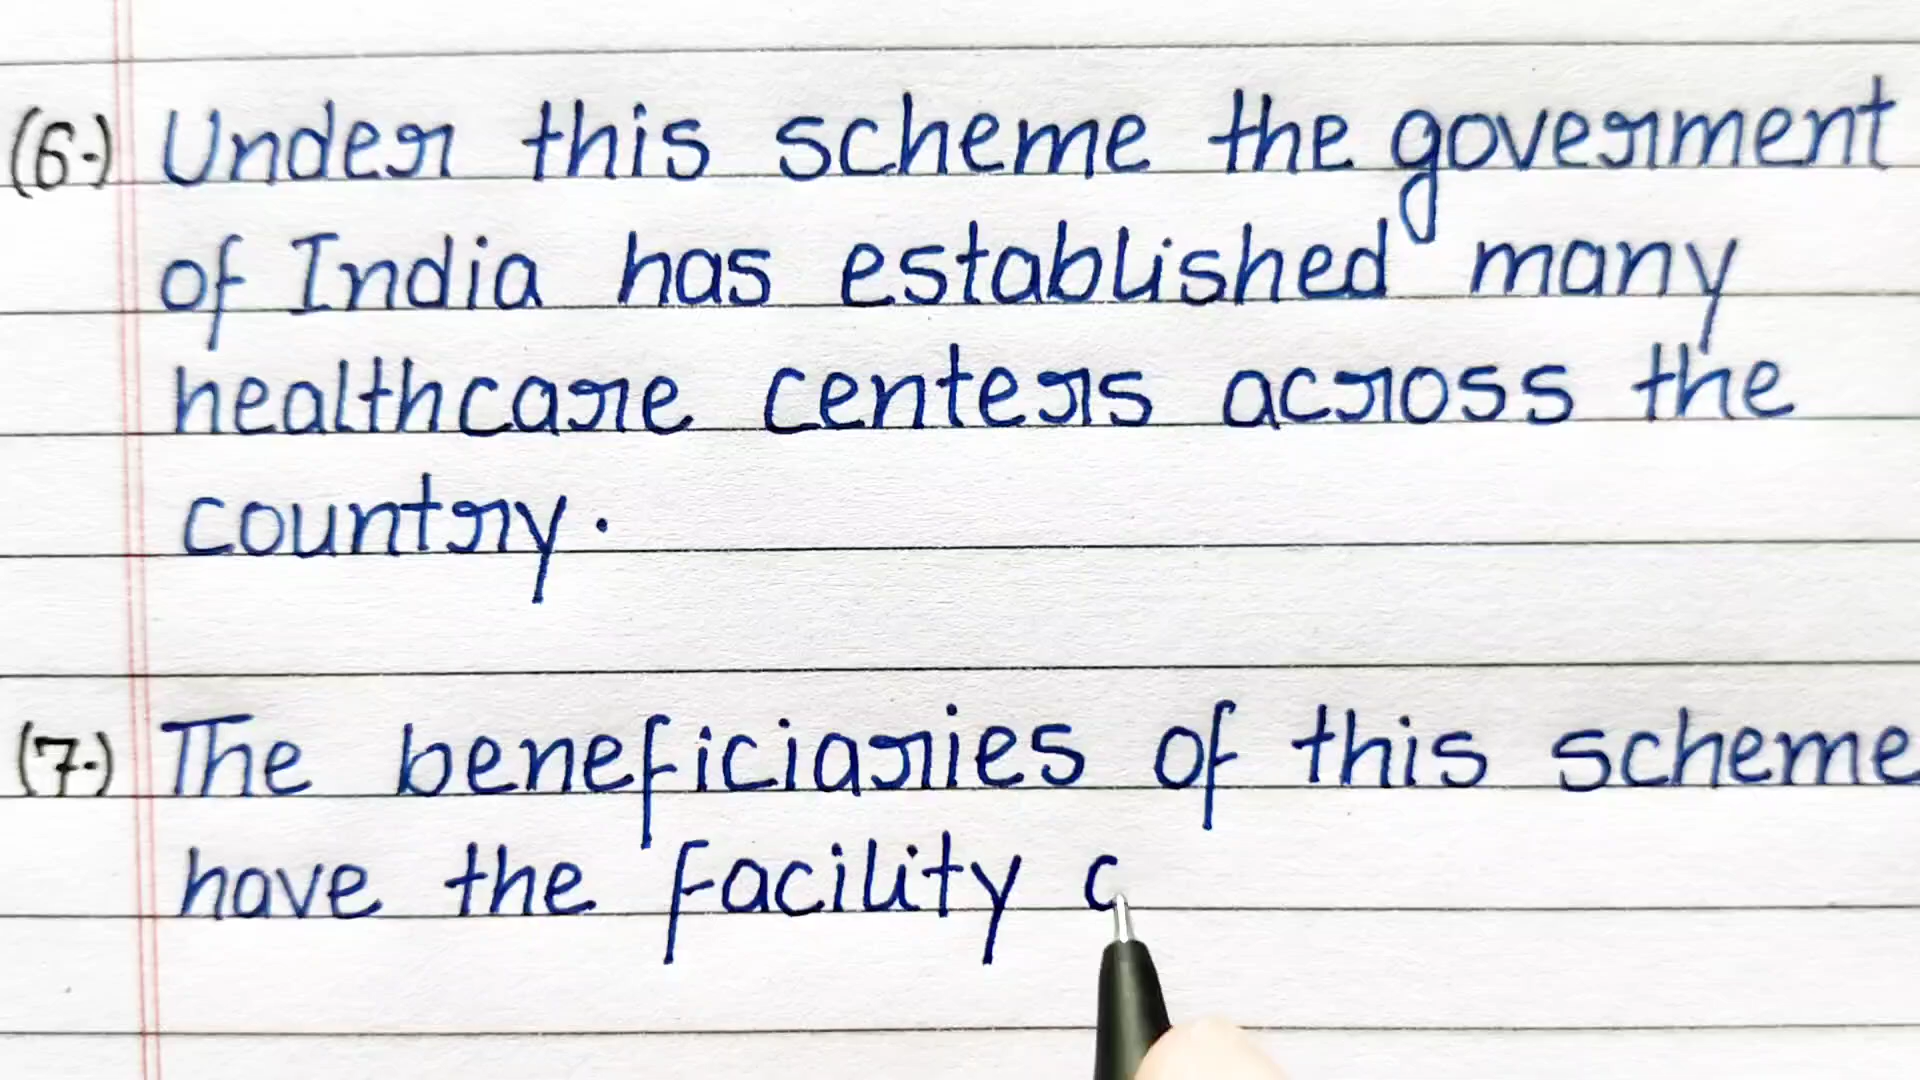 (6.) Under this scheme the goverment
of India has established many
healthcare centers across the
country.
(7.) The beneficiaries of this scheme
have the facility